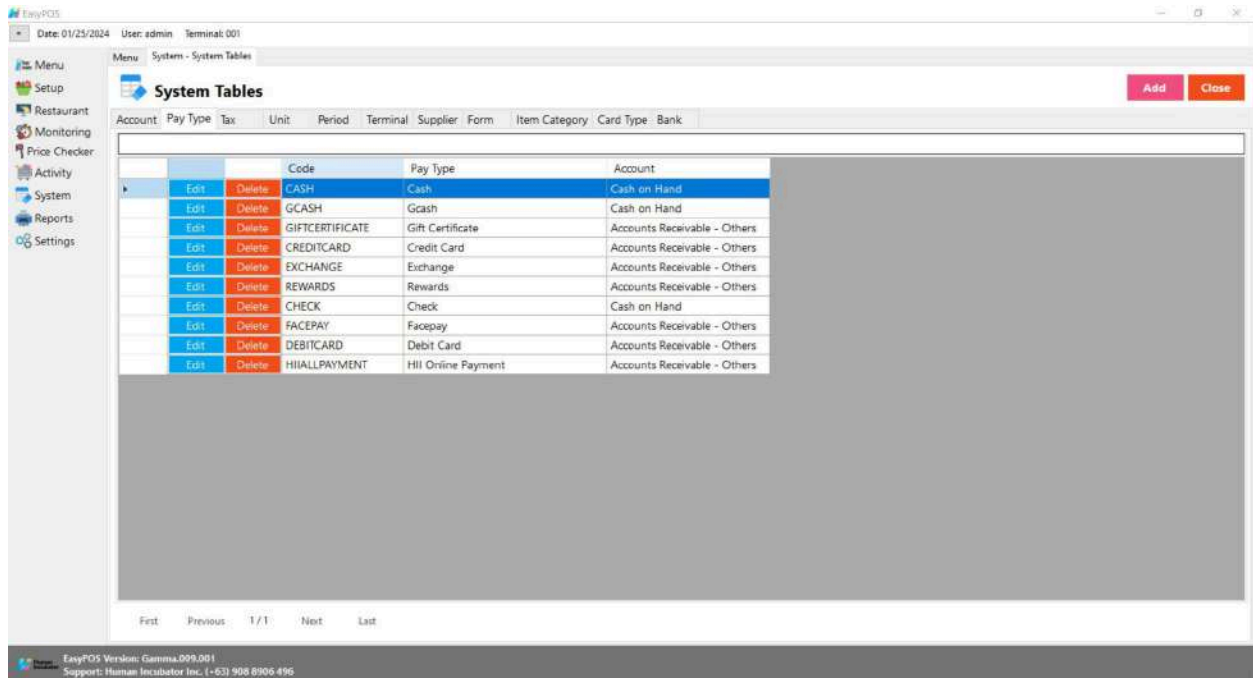 EasyPOS
Date: 01/25/2024 User: admin Terminal: 001
Menu
Setup
Restaurant
Monitoring
Price Checker
Activity
System
Reports
Settings
Menu System - System Tables
System Tables
Add Close
Account Pay Type Tax Unit Period Terminal Supplier Form Item Category Card Type Bank
Code Pay Type Account
Edit Delete CASH Cash Cash on Hand
Edit Delete GCASH Gcash Cash on Hand
Edit Delete GIFTCERTIFICATE Gift Certificate Accounts Receivable - Others
Edit Delete CREDITCARD Credit Card Accounts Receivable - Others
Edit Delete EXCHANGE Exchange Accounts Receivable - Others
Edit Delete REWARDS Rewards Accounts Receivable - Others
Edit Delete CHECK Check Cash on Hand
Edit Delete FACEPAY Facepay Accounts Receivable - Others
Edit Delete DEBITCARD Debit Card Accounts Receivable - Others
Edit Delete HIIALLPAYMENT HII Online Payment Accounts Receivable - Others
First Previous 1 / 1 Next Last
Human Incubator
EasyPOS Version: Gamma.009.001
Support: Human Incubator Inc. (+63) 908 8906 496